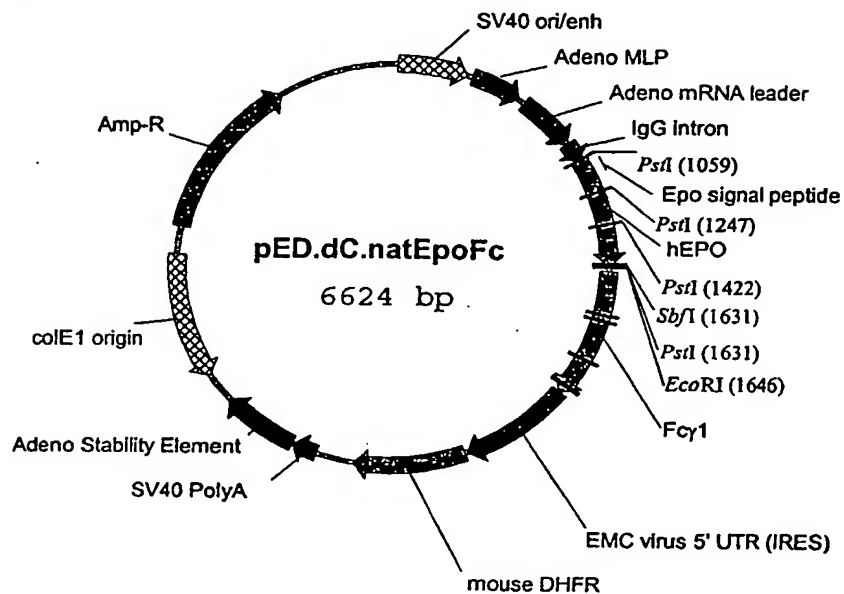 SV40 ori/enh
Adeno MLP
Adeno mRNA leader
IgG intron
PstI (1059)
Epo signal peptide
PstI (1247)
hEPO
PstI (1422)
SbfI (1631)
PstI (1631)
EcoRI (1646)
Fcγ1
EMC virus 5' UTR (IRES)
mouse DHFR
SV40 PolyA
Adeno Stability Element
colE1 origin
Amp-R
pED.dC.natEpoFc
6624 bp